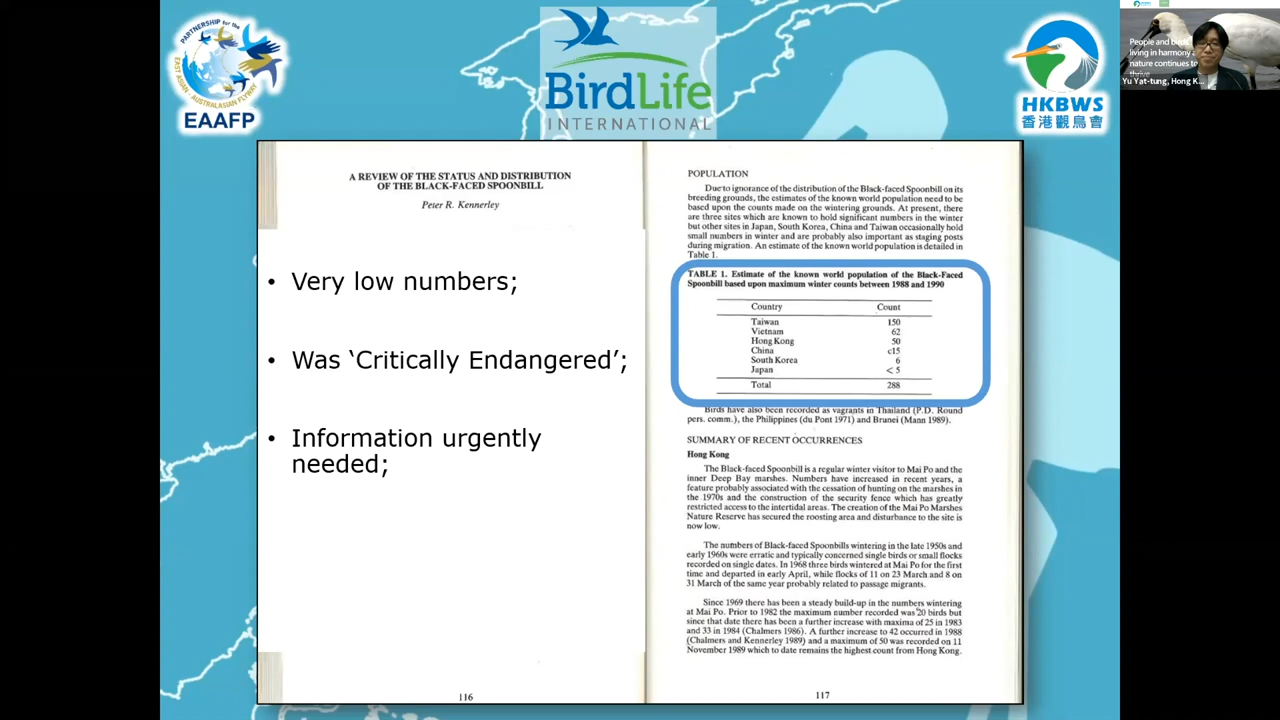 PARTNERSHIP for the
EAST ASIAN - AUSTRALASIAN FLYWAY
EAAFP
BirdLife
INTERNATIONAL
HKBWS
香港觀鳥會
People and birds
living in harmony
nature continues to
thrive
Yu Yat-tung, Hong K...
A REVIEW OF THE STATUS AND DISTRIBUTION
OF THE BLACK-FACED SPOONBILL
Peter R. Kennerley
• Very low numbers;
• Was ‘Critically Endangered’;
• Information urgently
needed;
116
POPULATION
Due to ignorance of the distribution of the Black-faced Spoonbill on its
breeding grounds, the estimates of the known world population need to be
based upon the counts made on the wintering grounds. At present, there
are three sites which are known to hold significant numbers in the winter
but other sites in Japan, South Korea, China and Taiwan occasionally hold
small numbers in winter and are probably also important as staging posts
during migration. An estimate of the known world population is detailed in
Table 1.
TABLE 1. Estimate of the known world population of the Black-Faced
Spoonbill based upon maximum winter counts between 1988 and 1990
Country Count
Taiwan 150
Vietnam 62
Hong Kong 50
China c15
South Korea 6
Japan < 5
Total 288
Birds have also been recorded as vagrants in Thailand (P.D. Round
pers. comm.), the Philippines (du Pont 1971) and Brunei (Mann 1989).
SUMMARY OF RECENT OCCURRENCES
Hong Kong
The Black-faced Spoonbill is a regular winter visitor to Mai Po and the
inner Deep Bay marshes. Numbers have increased in recent years, a
feature probably associated with the cessation of hunting on the marshes in
the 1970s and the construction of the security fence which has greatly
restricted access to the intertidal areas. The creation of the Mai Po Marshes
Nature Reserve has secured the roosting area and disturbance to the site is
now low.
The numbers of Black-faced Spoonbills wintering in the late 1950s and
early 1960s were erratic and typically concerned single birds or small flocks
recorded on single dates. In 1968 three birds wintered at Mai Po for the first
time and departed in early April, while flocks of 11 on 23 March and 8 on
31 March of the same year probably related to passage migrants.
Since 1969 there has been a steady build-up in the numbers wintering
at Mai Po. Prior to 1982 the maximum number recorded was 20 birds but
since that date there has been a further increase with maxima of 25 in 1983
and 33 in 1984 (Chalmers 1986). A further increase to 42 occurred in 1988
(Chalmers and Kennerley 1989) and a maximum of 50 was recorded on 11
November 1989 which to date remains the highest count from Hong Kong.
117